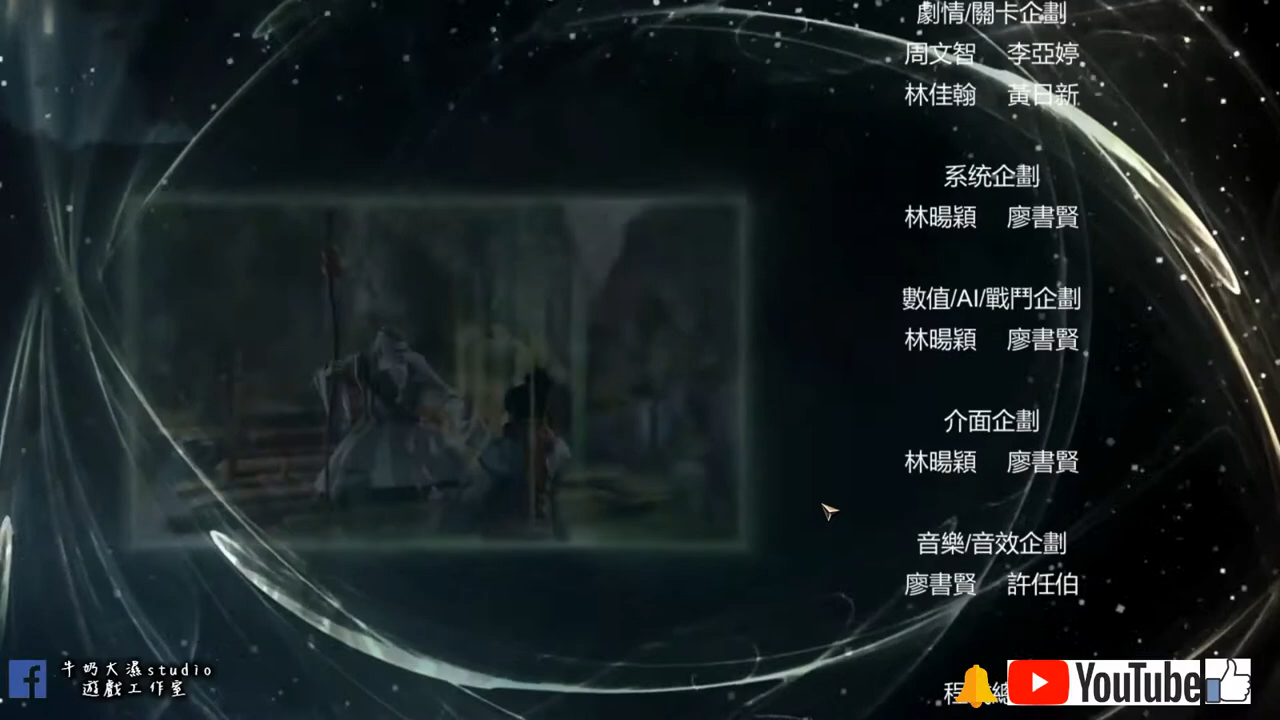 劇情/關卡企劃
周文智 李亞婷
林佳翰 黃日新
系統企劃
林暘穎 廖書賢
數值/AI/戰鬥企劃
林暘穎 廖書賢
介面企劃
林暘穎 廖書賢
音樂/音效企劃
廖書賢 許任伯
牛奶大濕studio
遊戲工作室
YouTube